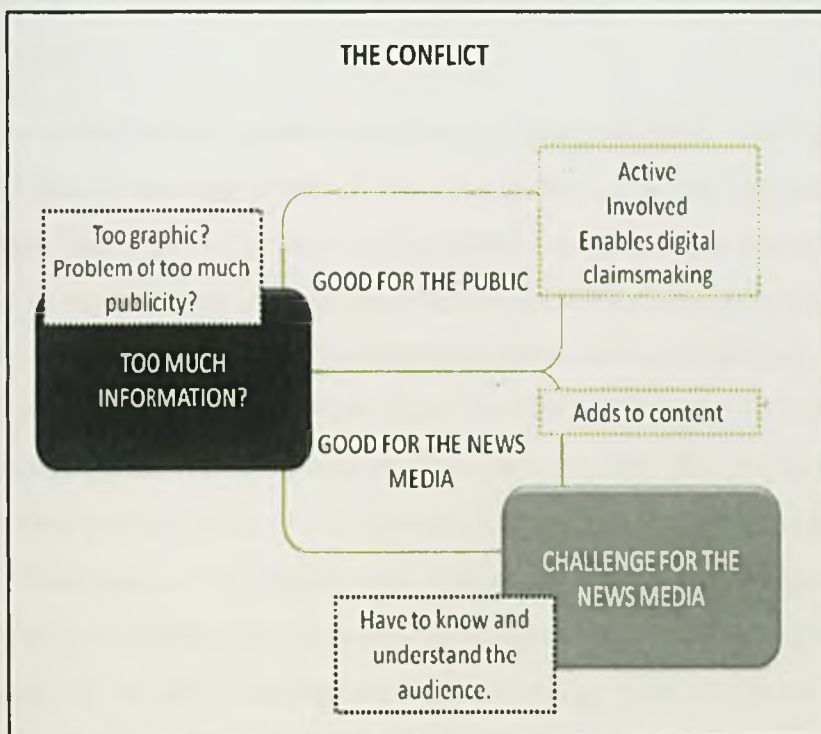 THE CONFLICT
Active
Involved
Enables digital
claimsmaking
Too graphic?
Problem of too much
publicity?
GOOD FOR THE PUBLIC
TOO MUCH
INFORMATION?
Adds to content
GOOD FOR THE NEWS
MEDIA
CHALLENGE FOR THE
NEWS MEDIA
Have to know and
understand the
audience.